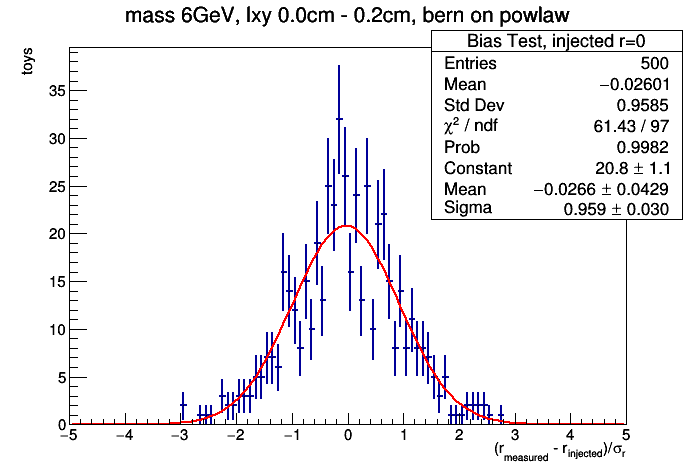 mass 6GeV, lxy 0.0cm - 0.2cm, bern on powlaw
Bias Test, injected r=0
Entries 500
Mean −0.02601
Std Dev 0.9585
χ² / ndf 61.43 / 97
Prob 0.9982
Constant 20.8 ± 1.1
Mean −0.0266 ± 0.0429
Sigma 0.959 ± 0.030
toys
35
30
25
20
15
10
5
0
−5 −4 −3 −2 −1 0 1 2 3 4 5
(r_measured - r_injected)/σ_r